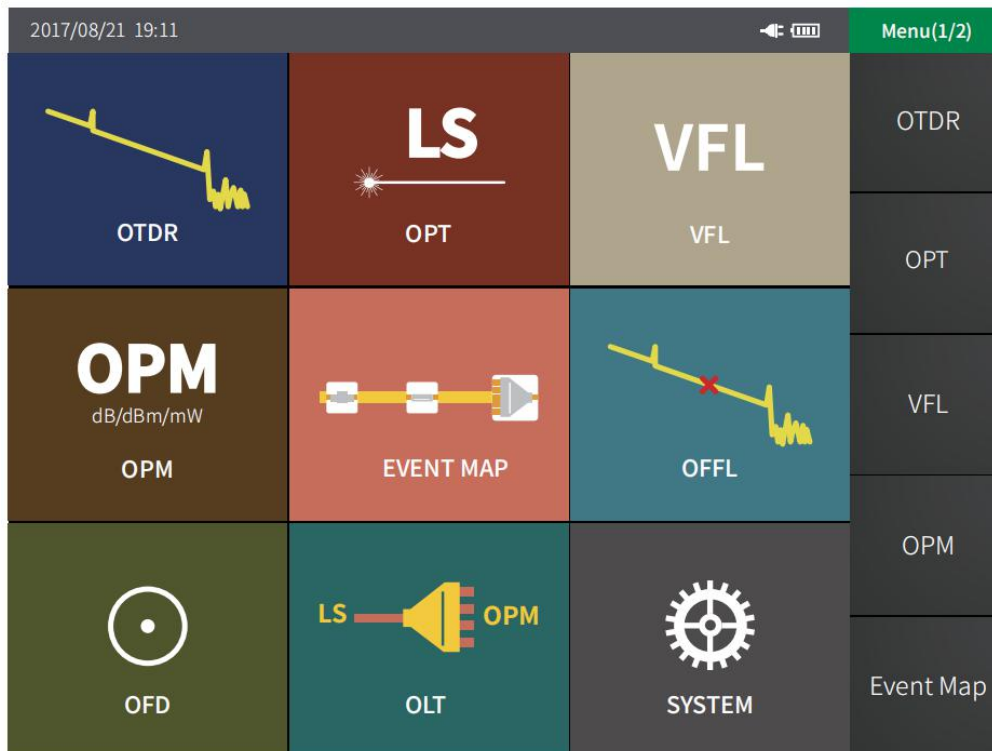 2017/08/21 19:11
Menu(1/2)
OTDR
LS
OPT
VFL
VFL
OPM
dB/dBm/mW
OPM
EVENT MAP
OFFL
OFD
LS
OPM
OLT
SYSTEM
OTDR
OPT
VFL
OPM
Event Map